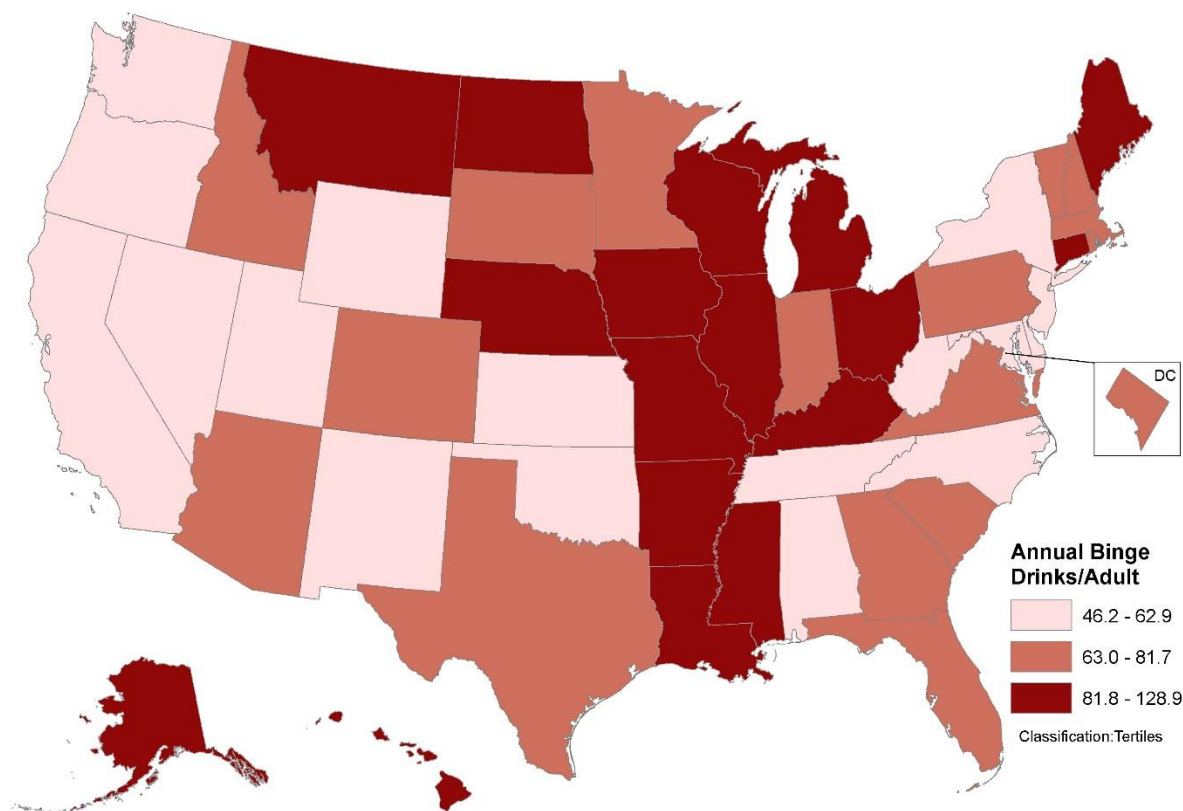 DC
Annual Binge
Drinks/Adult
46.2 - 62.9
63.0 - 81.7
81.8 - 128.9
Classification:Tertiles